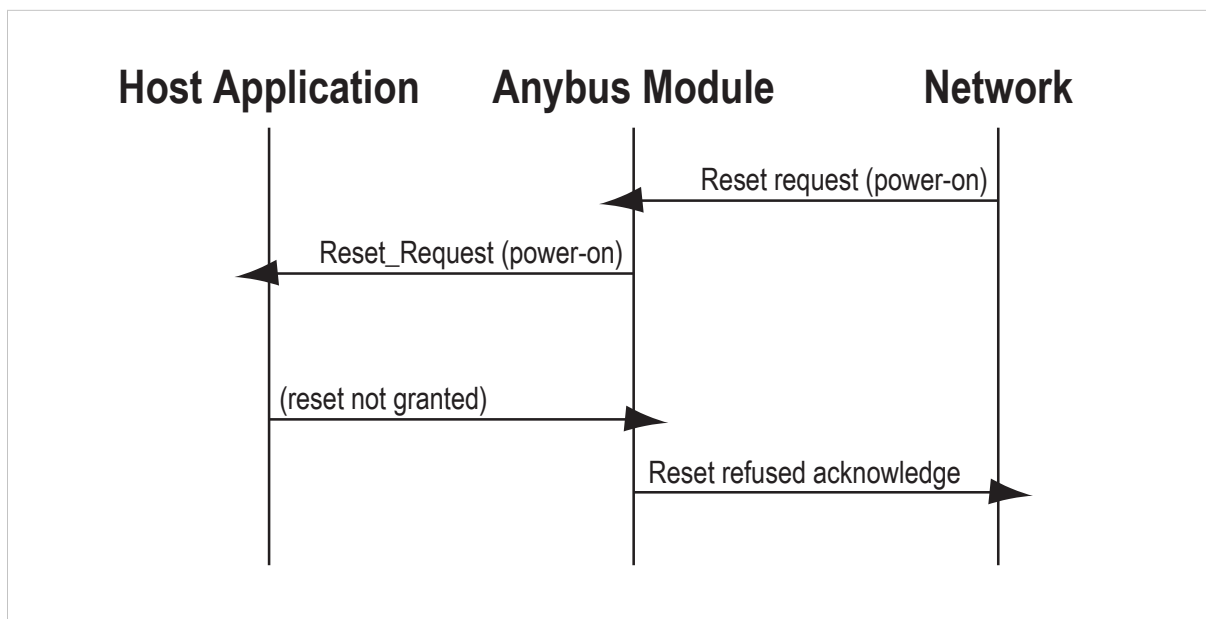 Host Application Anybus Module Network
Reset request (power-on)
Reset_Request (power-on)
(reset not granted)
Reset refused acknowledge